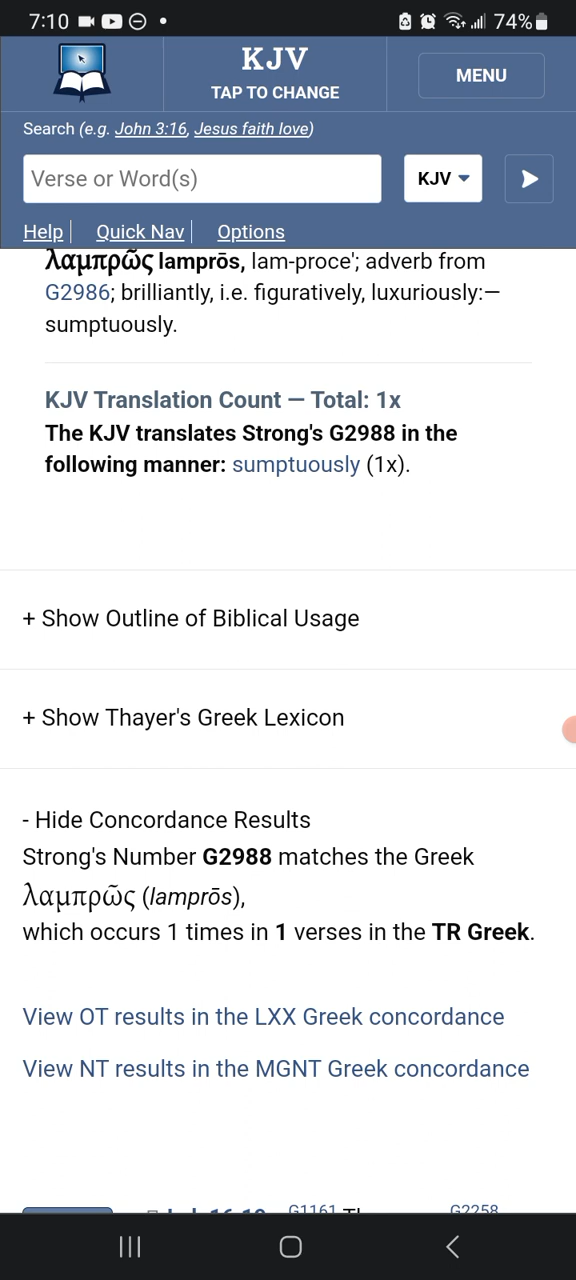 7:10 74%
KJV
TAP TO CHANGE
MENU
Search (e.g. John 3:16, Jesus faith love)
Verse or Word(s)
KJV
Help Quick Nav Options
λαμπρῶς lamprōs, lam-proce'; adverb from
G2986; brilliantly, i.e. figuratively, luxuriously:—
sumptuously.
KJV Translation Count — Total: 1x
The KJV translates Strong's G2988 in the
following manner: sumptuously (1x).
+ Show Outline of Biblical Usage
+ Show Thayer's Greek Lexicon
- Hide Concordance Results
Strong's Number G2988 matches the Greek
λαμπρῶς (lamprōs),
which occurs 1 times in 1 verses in the TR Greek.
View OT results in the LXX Greek concordance
View NT results in the MGNT Greek concordance
G1161 G2258